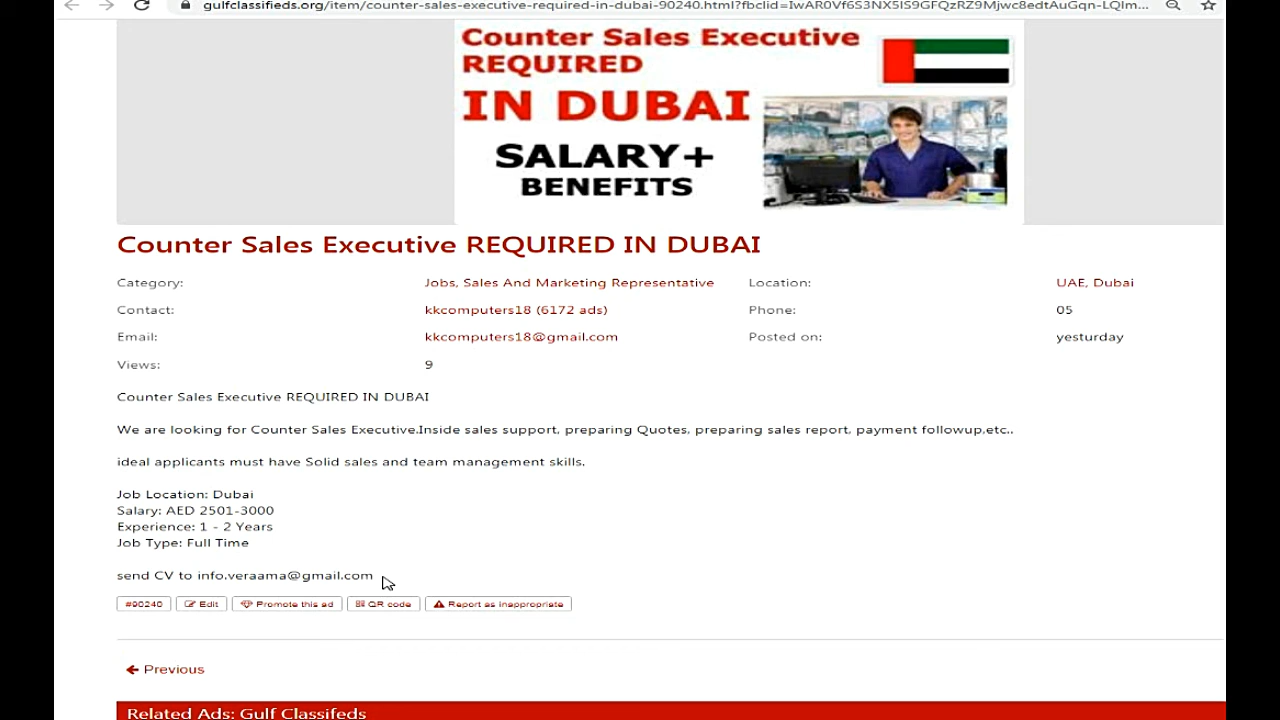 gulfclassifieds.org/item/counter-sales-executive-required-in-dubai-90240.html?fbclid=IwAR0Vf6S3NX5IS9GFQzRZ9Mjwc8edtAuGqn-LQlm...
Counter Sales Executive
REQUIRED
IN DUBAI
SALARY+
BENEFITS
Counter Sales Executive REQUIRED IN DUBAI
Category: Jobs, Sales And Marketing Representative Location: UAE, Dubai
Contact: kkcomputers18 (6172 ads) Phone: 05
Email: kkcomputers18@gmail.com Posted on: yesturday
Views: 9
Counter Sales Executive REQUIRED IN DUBAI
We are looking for Counter Sales Executive.Inside sales support, preparing Quotes, preparing sales report, payment followup,etc..
ideal applicants must have Solid sales and team management skills.
Job Location: Dubai
Salary: AED 2501-3000
Experience: 1 - 2 Years
Job Type: Full Time
send CV to info.veraama@gmail.com
#90240 Edit Promote this ad QR code Report as inappropriate
Previous
Related Ads: Gulf Classifeds